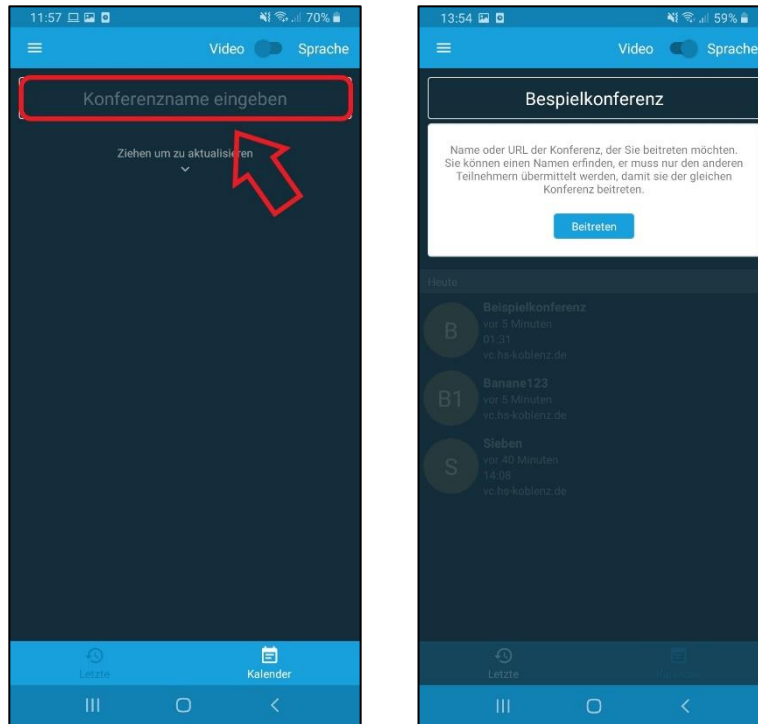 11:57
70%
Video Sprache
Konferenzname eingeben
Ziehen um zu aktualisieren
Letzte
Kalender
13:54
59%
Video Sprache
Bespielkonferenz
Name oder URL der Konferenz, der Sie beitreten möchten.
Sie können einen Namen erfinden, er muss nur den anderen
Teilnehmern übermittelt werden, damit sie der gleichen
Konferenz beitreten.
Beitreten
Heute
B
Beispielkonferenz
vor 5 Minuten
01:31
vc.hs-koblenz.de
B1
Banane123
vor 5 Minuten
vc.hs-koblenz.de
S
Sieben
vor 40 Minuten
14:08
vc.hs-koblenz.de
Letzte
Kalender